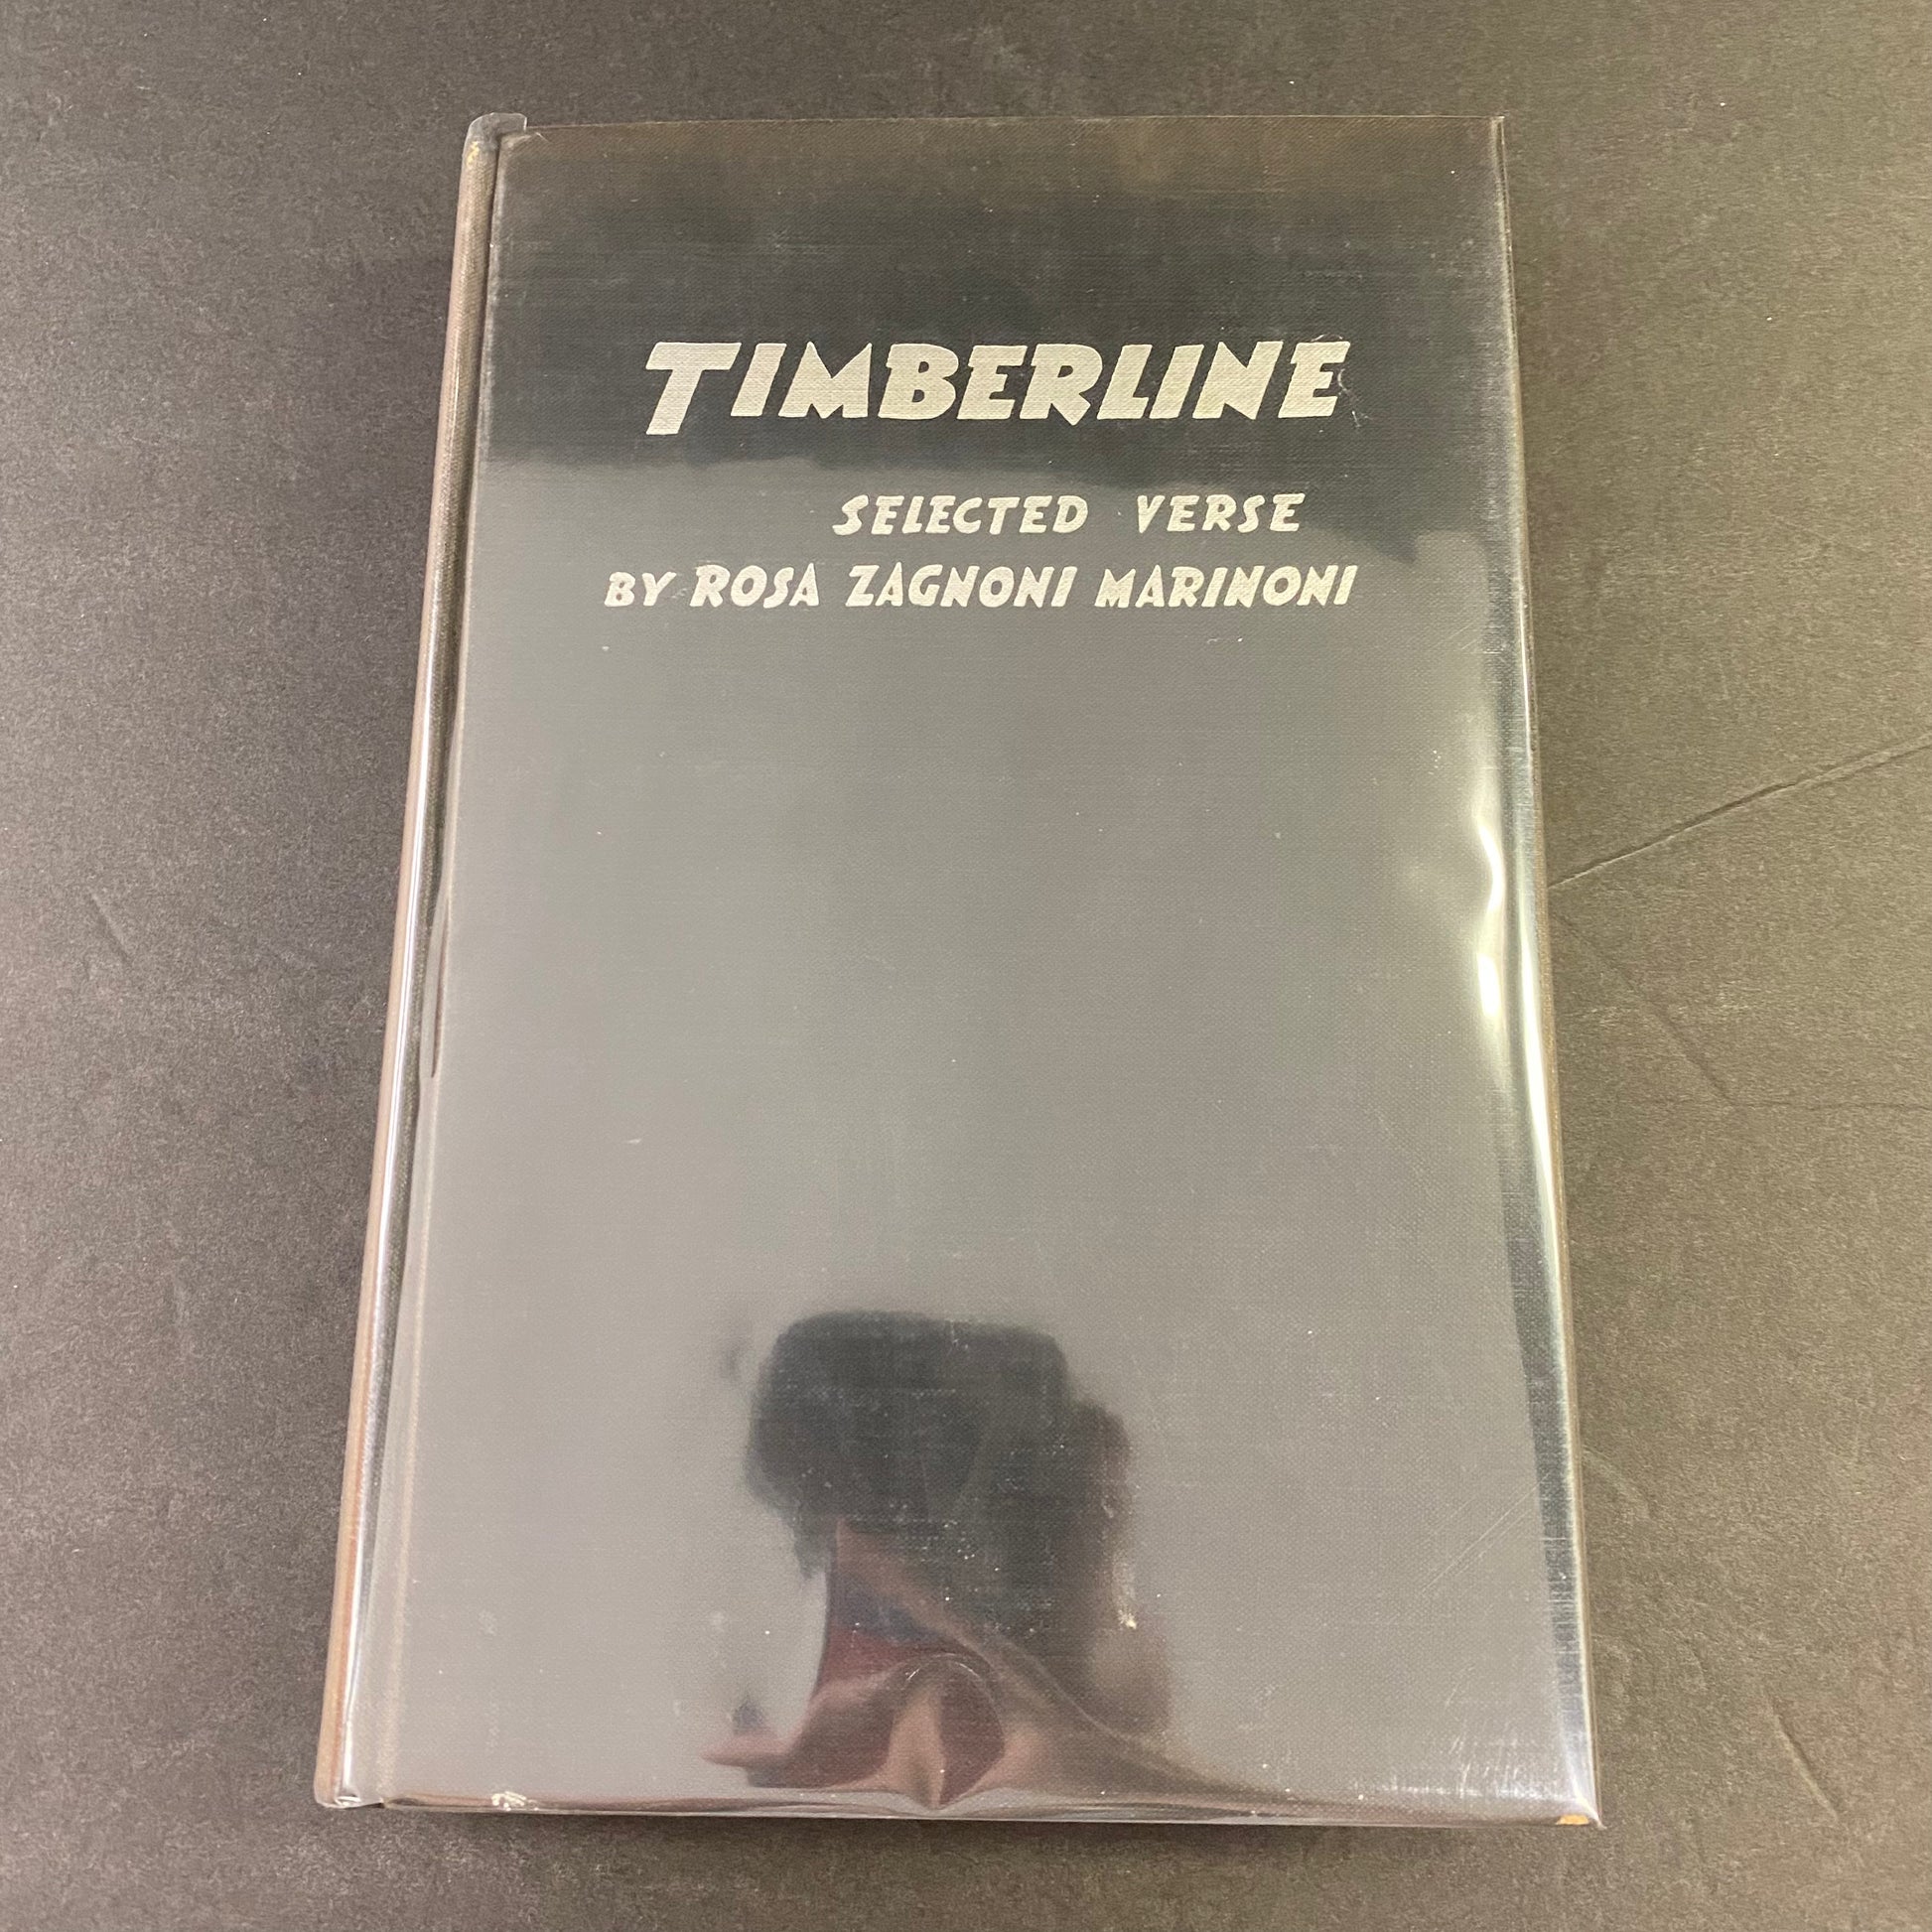 TIMBERLINE
SELECTED VERSE
BY ROSA ZAGNONI MARINONI